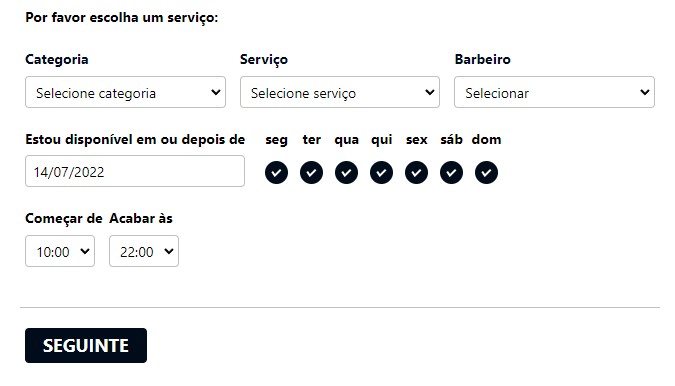 Por favor escolha um serviço:
Categoria Serviço Barbeiro
Selecione categoria Selecione serviço Selecionar
Estou disponível em ou depois de seg ter qua qui sex sáb dom
14/07/2022
Começar de Acabar às
10:00 22:00
SEGUINTE